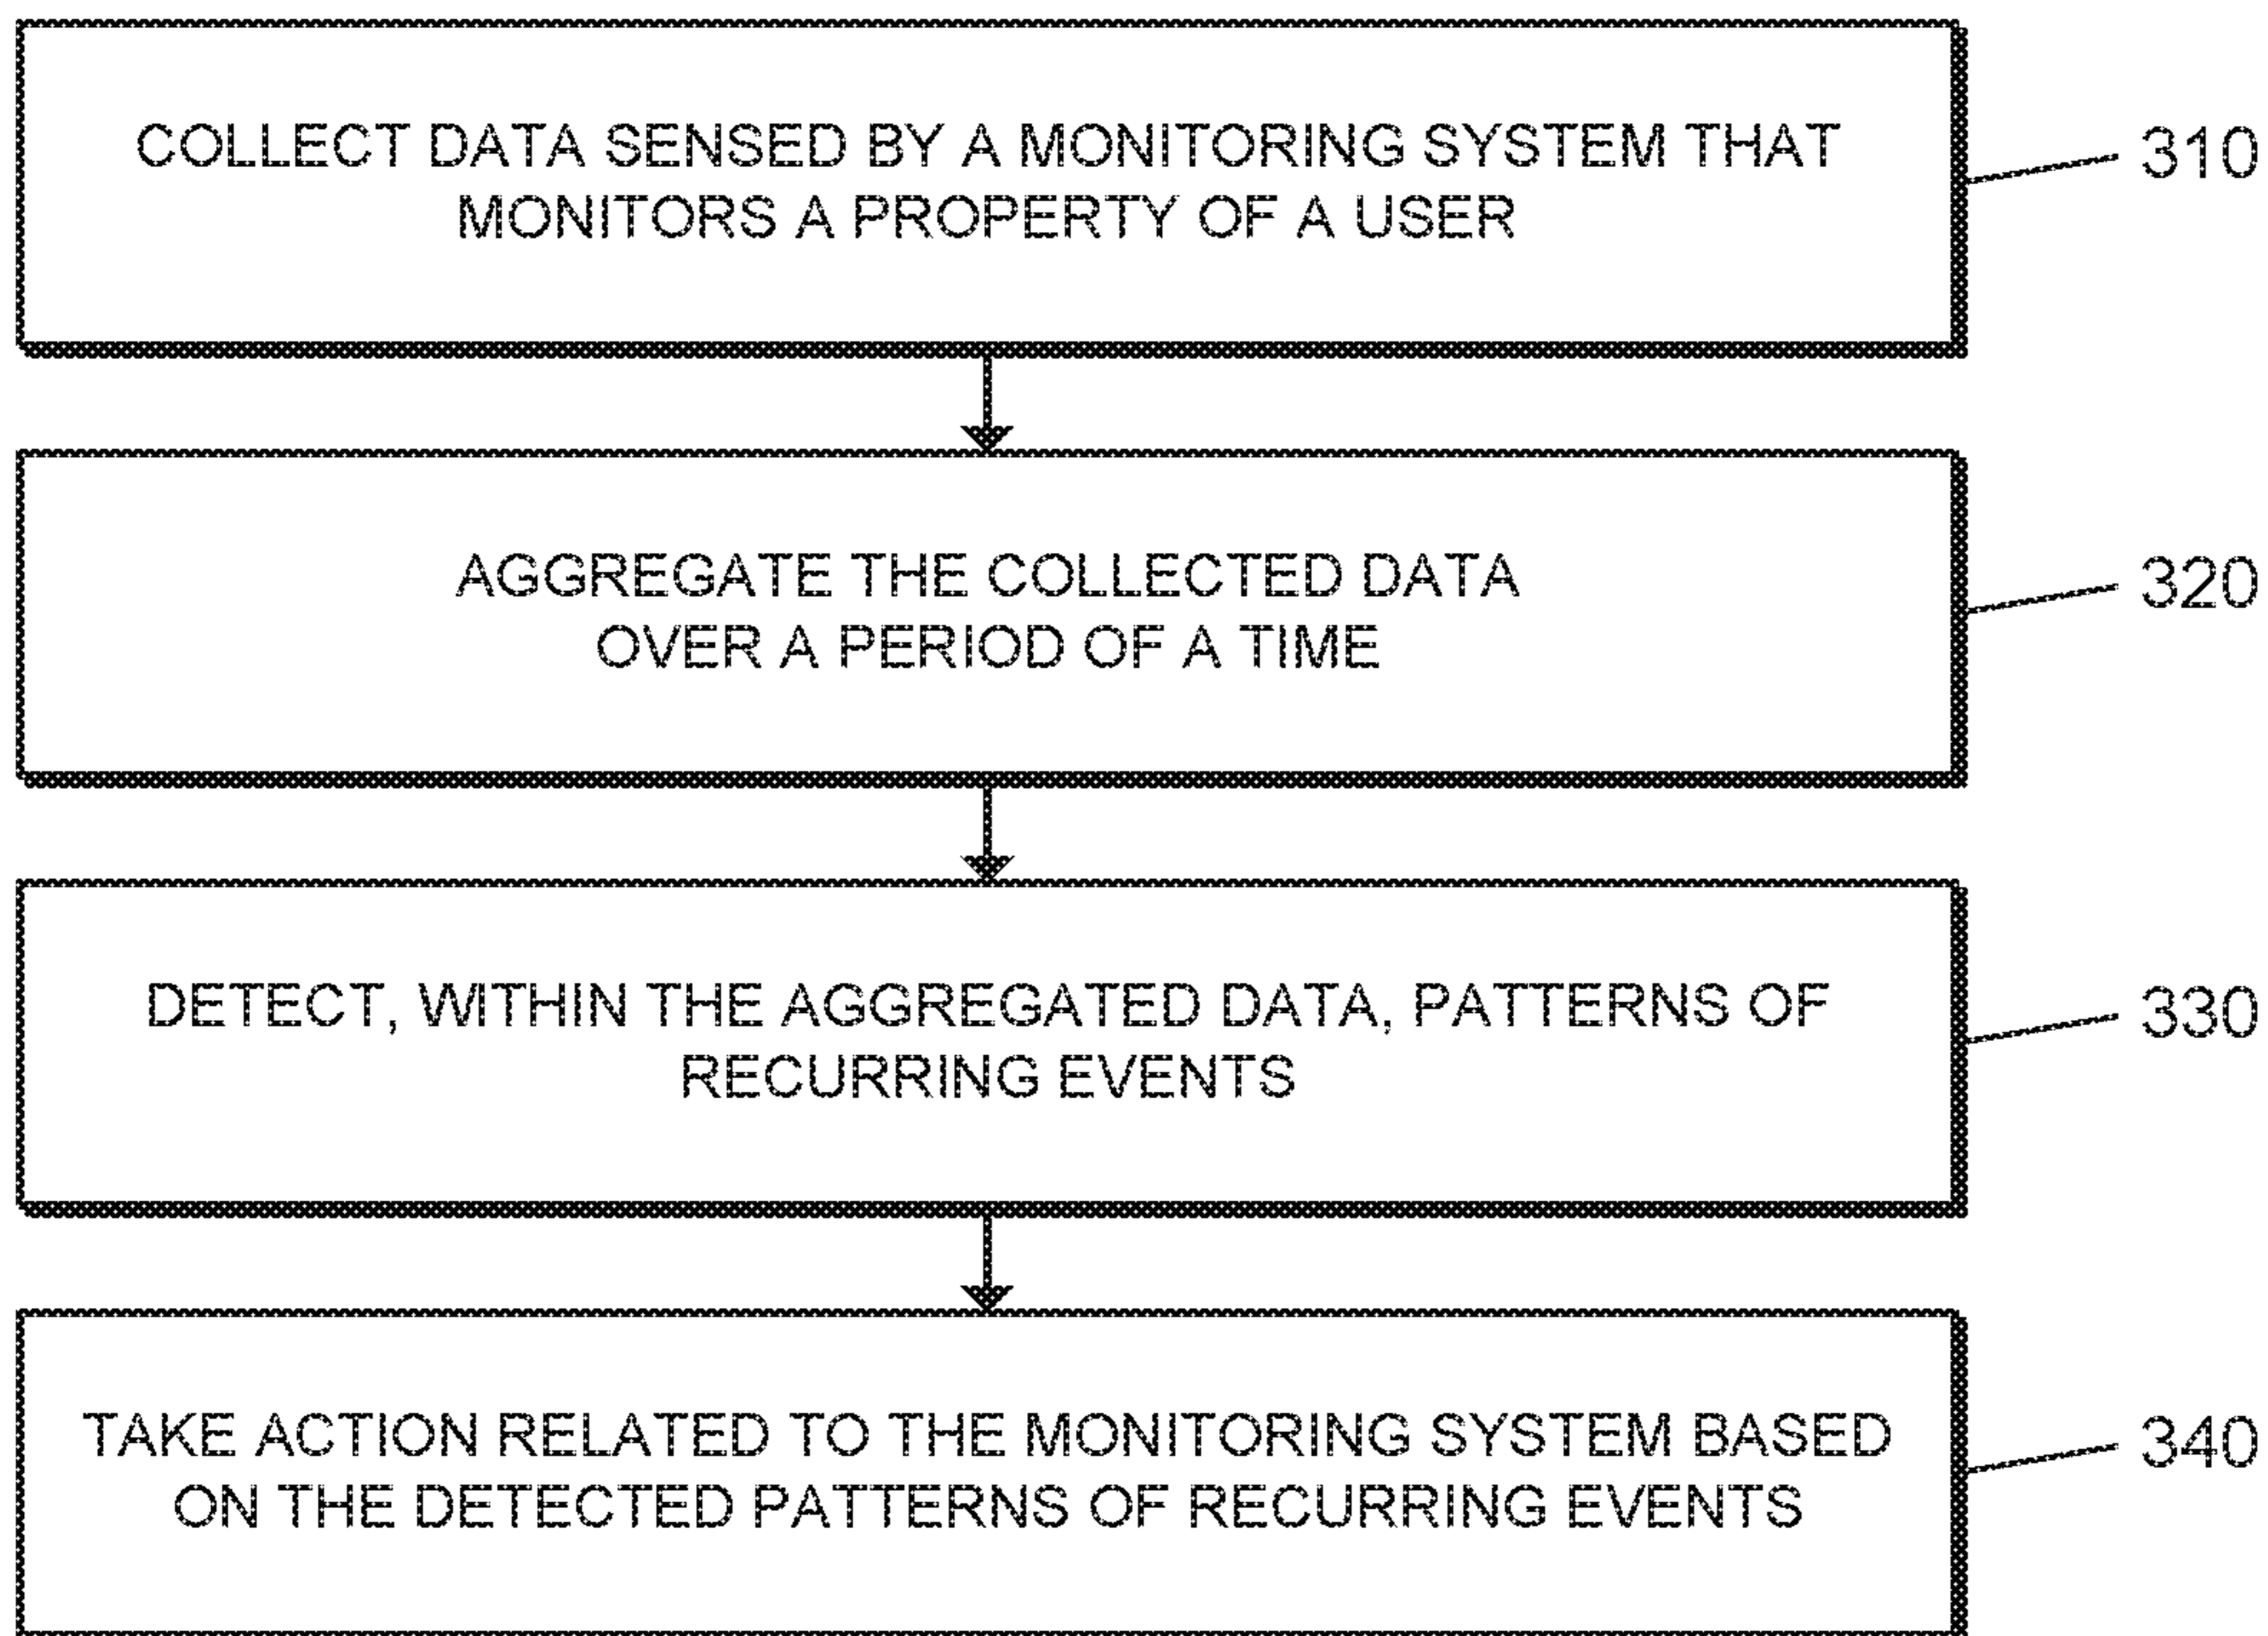 COLLECT DATA SENSED BY A MONITORING SYSTEM THAT
MONITORS A PROPERTY OF A USER
310
AGGREGATE THE COLLECTED DATA
OVER A PERIOD OF A TIME
320
DETECT, WITHIN THE AGGREGATED DATA, PATTERNS OF
RECURRING EVENTS
330
TAKE ACTION RELATED TO THE MONITORING SYSTEM BASED
ON THE DETECTED PATTERNS OF RECURRING EVENTS
340